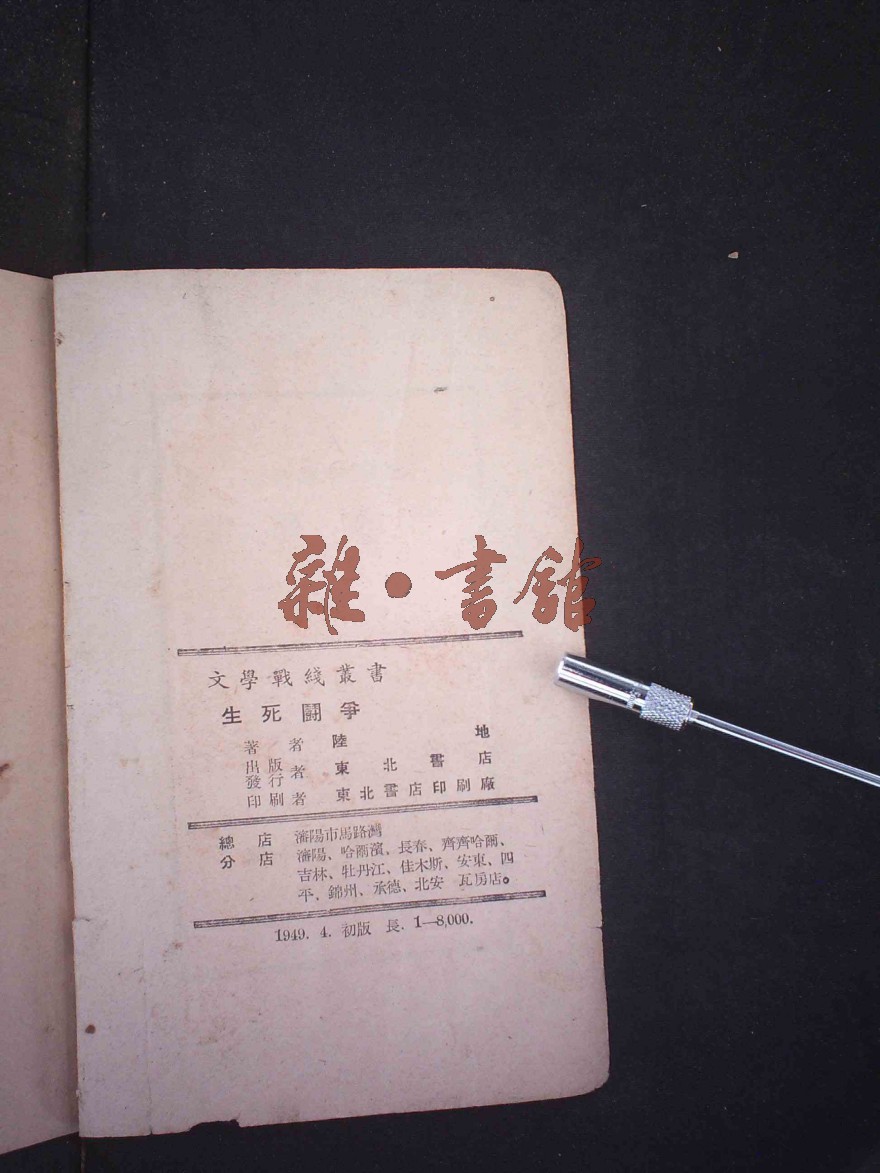 雜·書館
文學戰綫叢書
生死鬪爭
著者 陸地
出版發行者 東北書店
印刷者 東北書店印刷廠
總店 瀋陽市馬路灣
分店 瀋陽、哈爾濱、長春、齊齊哈爾、
吉林、牡丹江、佳木斯、安東、四
平、錦州、承德、北安 瓦房店。
1949. 4. 初版 長. 1—8,000.